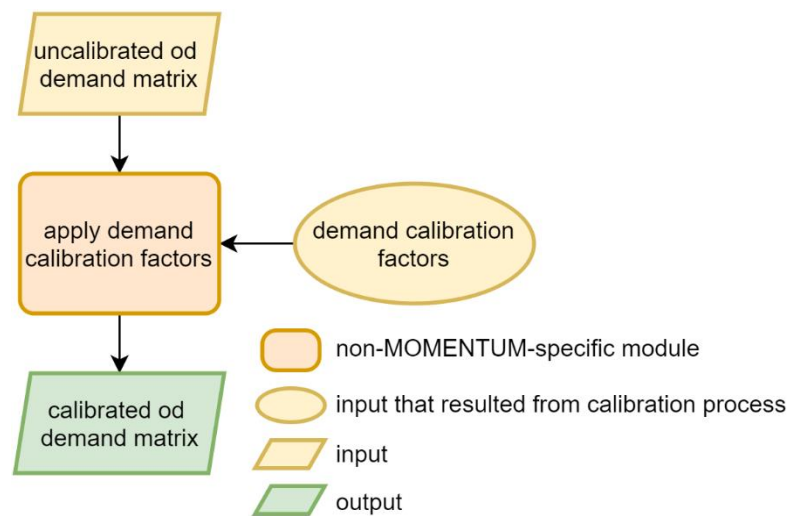 uncalibrated od
demand matrix
apply demand
calibration factors
demand calibration
factors
calibrated od
demand matrix
non-MOMENTUM-specific module
input that resulted from calibration process
input
output